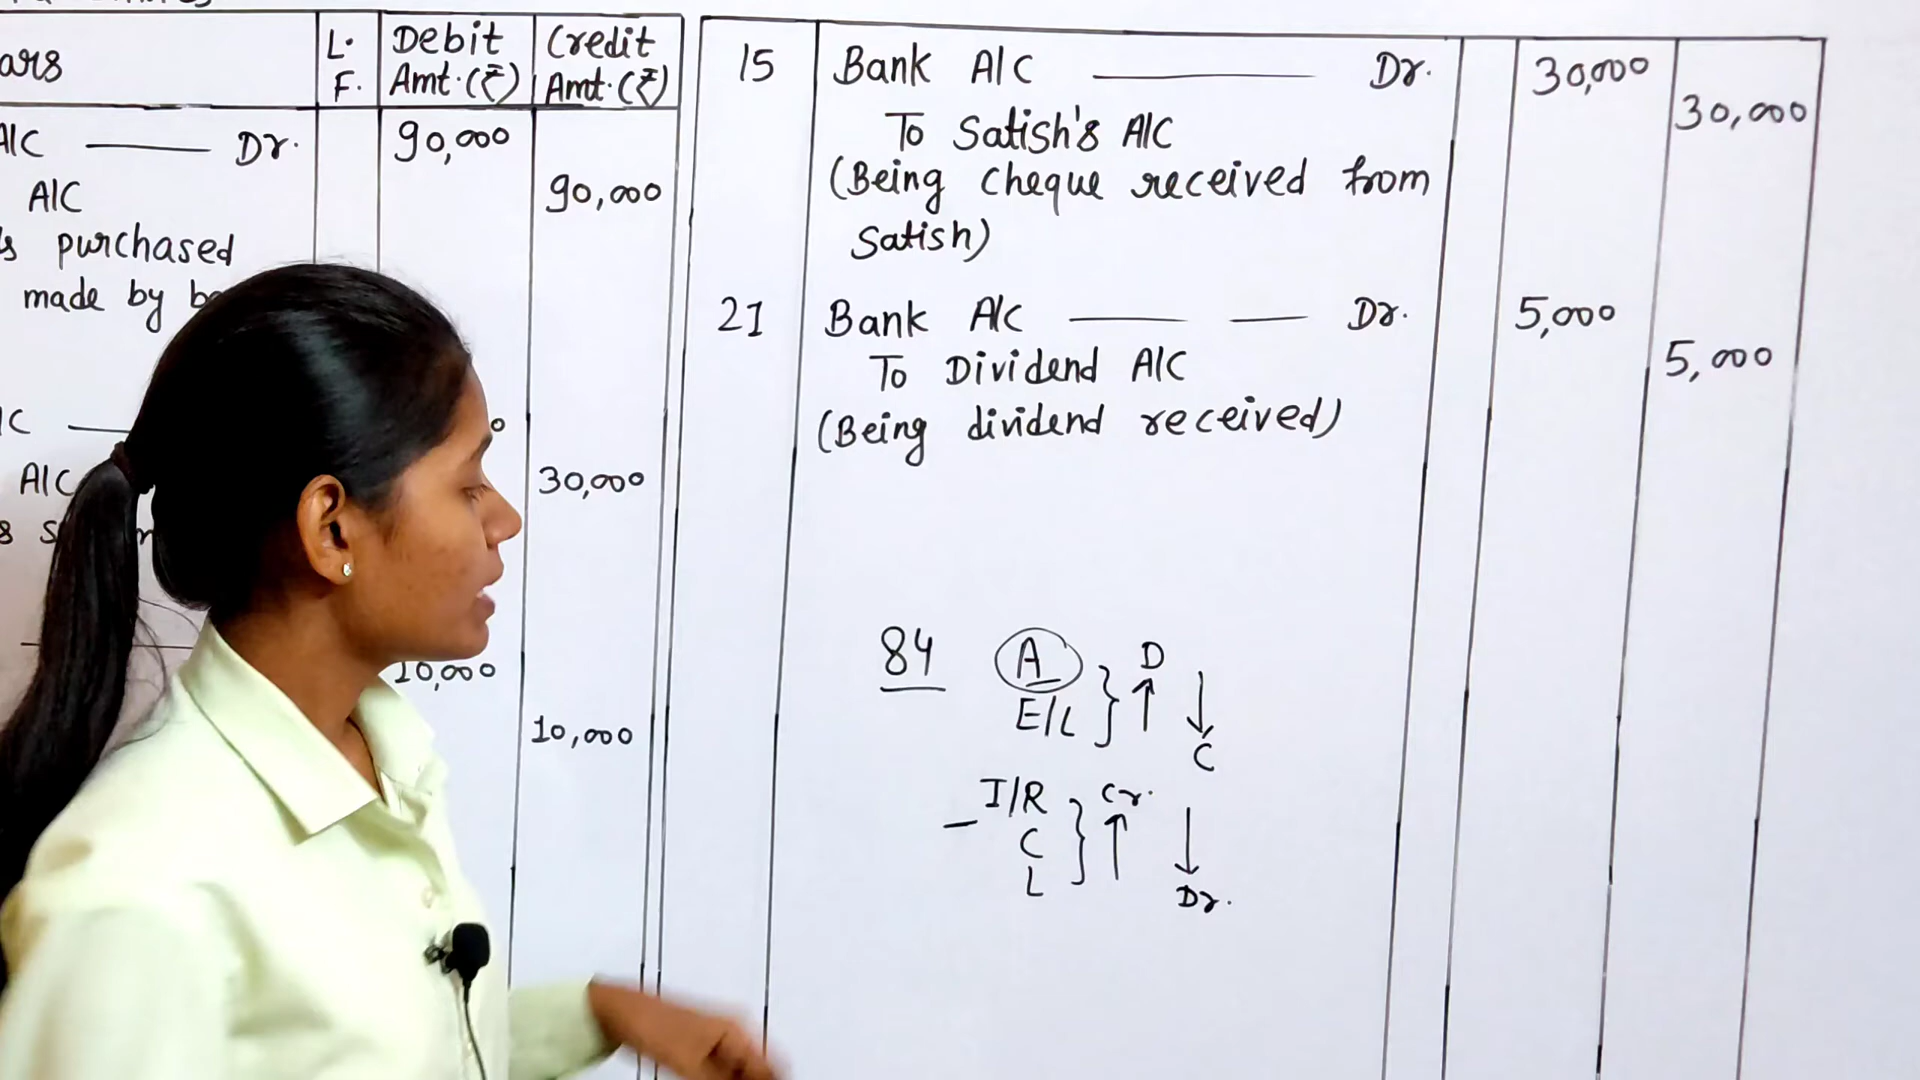 ars
L.
F.
Debit
Amt.(₹)
Credit
Amt.(₹)
A/C ——— Dr.
90,000
A/C
90,000
purchased
made by
A/C
30,000
10,000
10,000
15
Bank A/C ——— Dr.
30,000
To Satish's A/C
30,000
(Being cheque received from
Satish)
21
Bank A/C ——— — Dr.
5,000
To Dividend A/C
5,000
(Being dividend received)
84
A
E/L
D
C
I/R
C
L
Cr.
Dr.